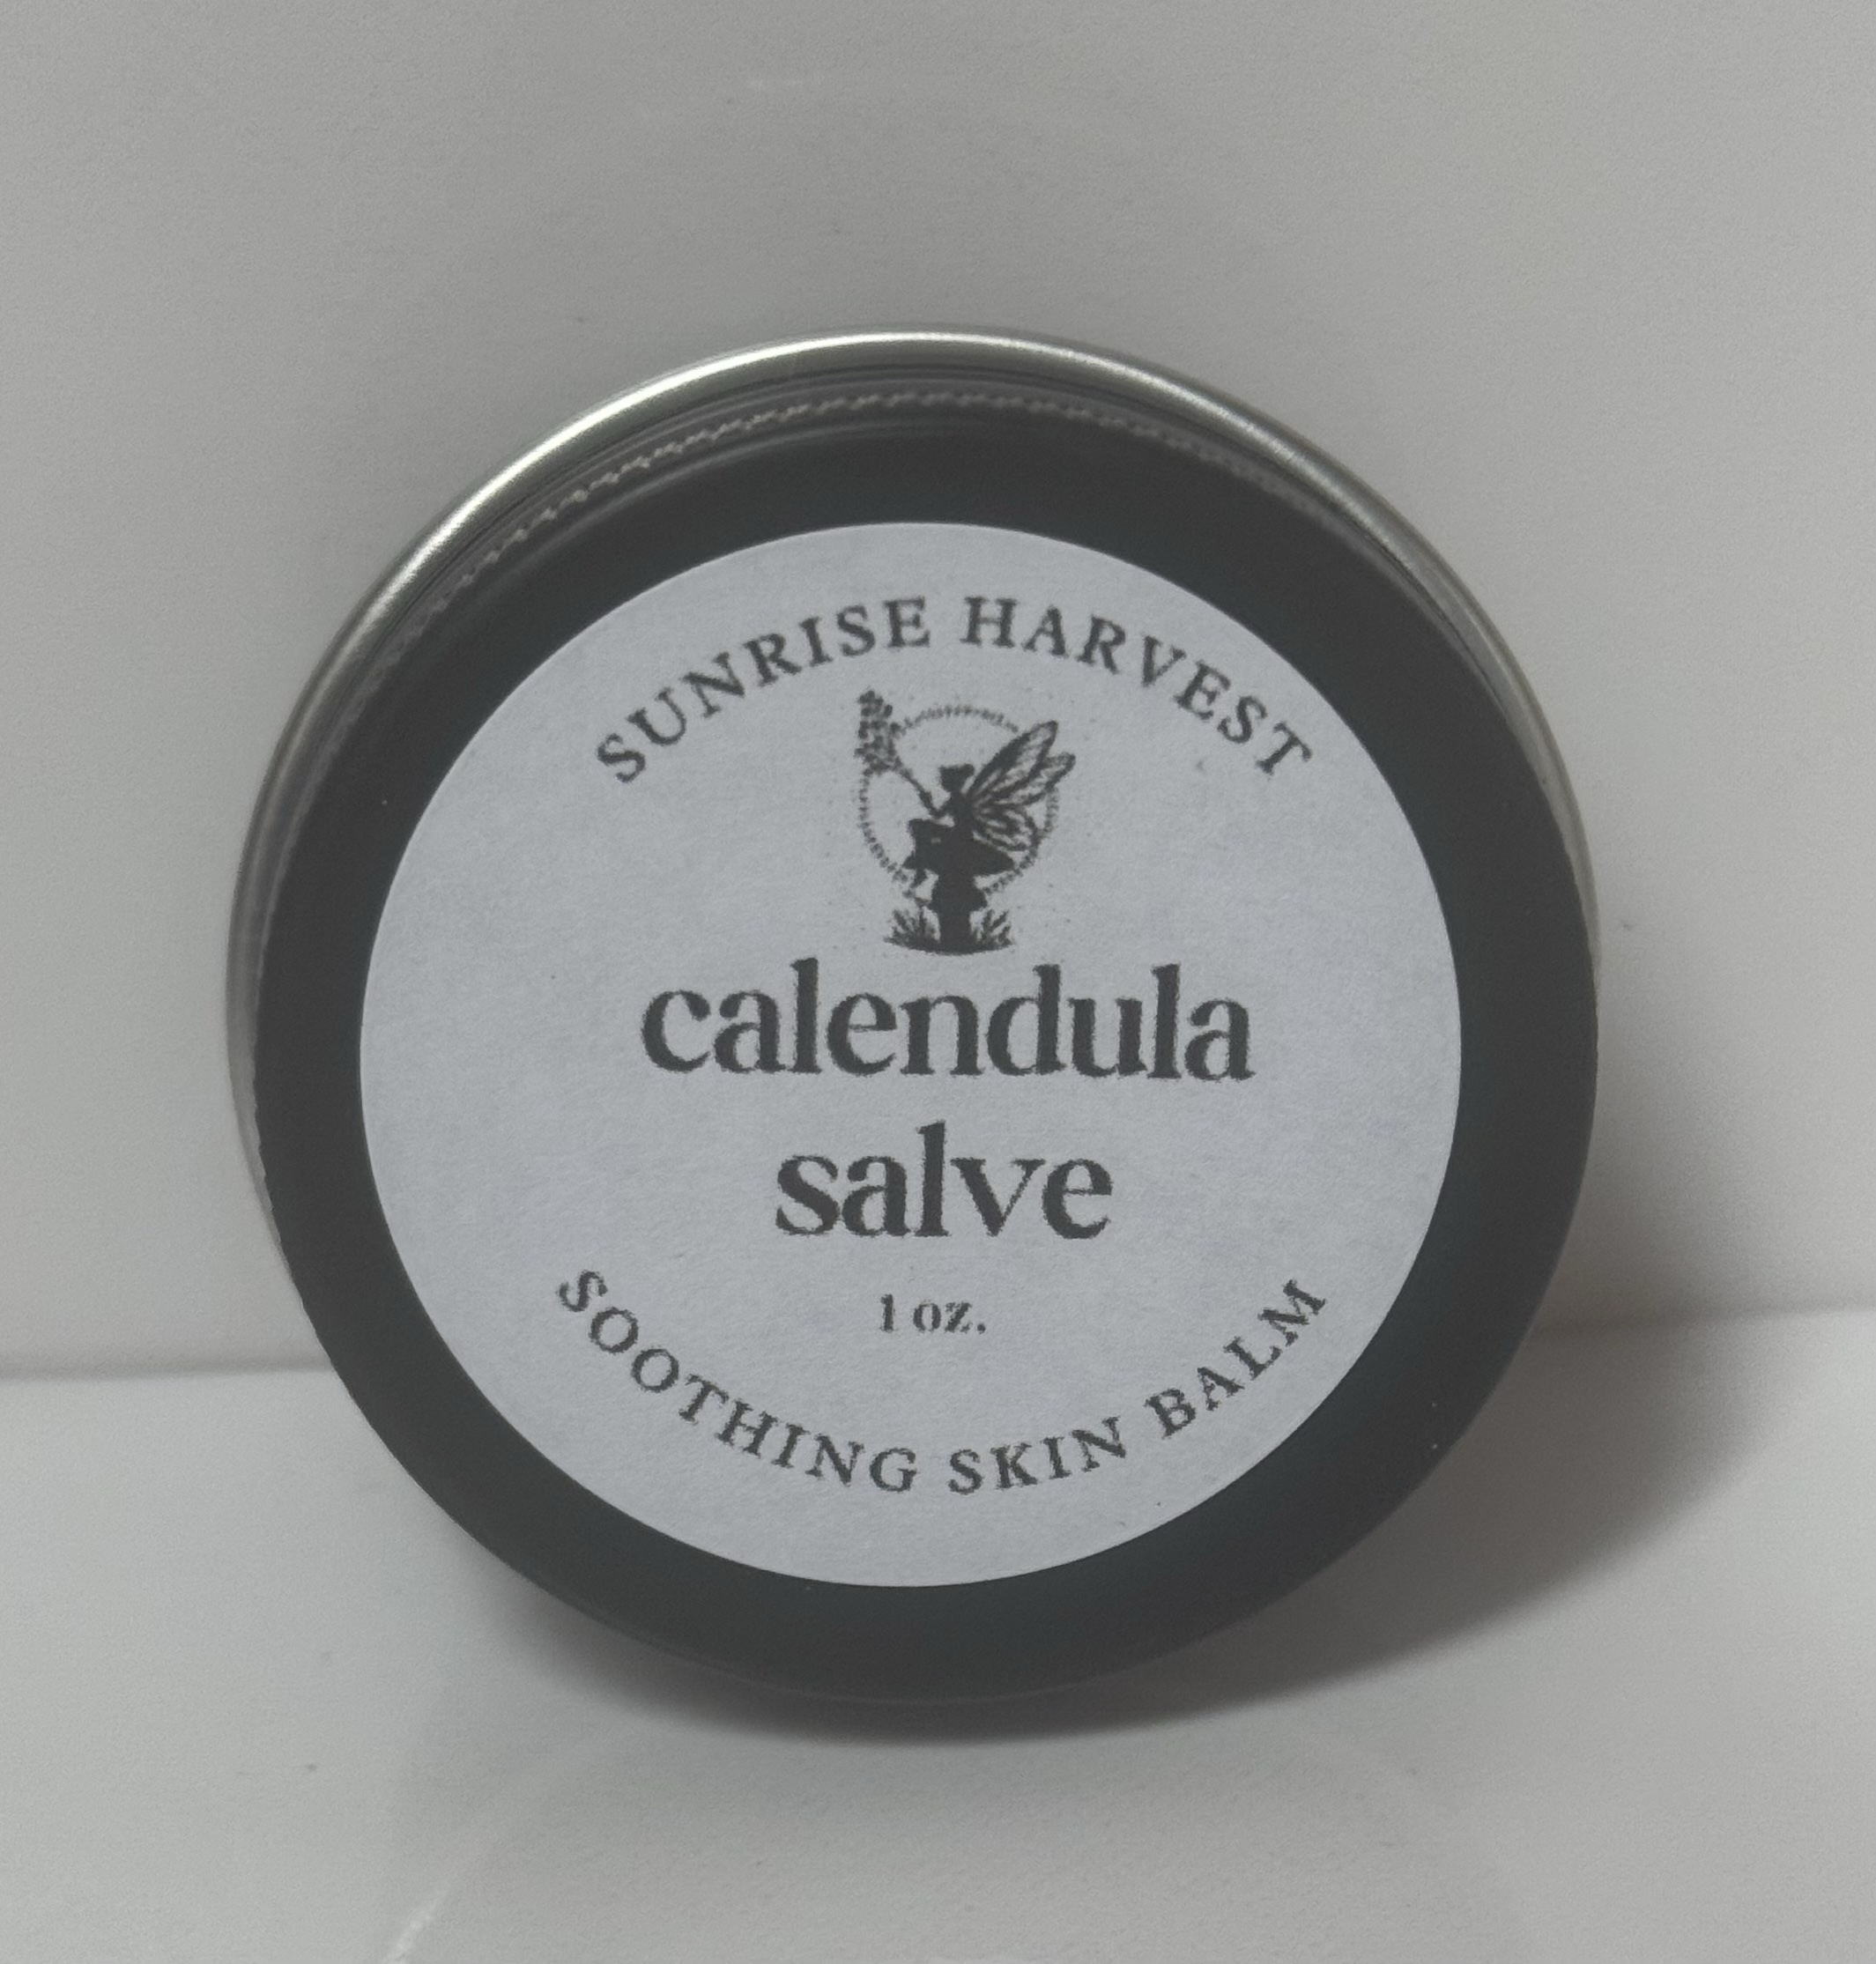 SUNRISE HARVEST
calendula
salve
1 oz.
SOOTHING SKIN BALM